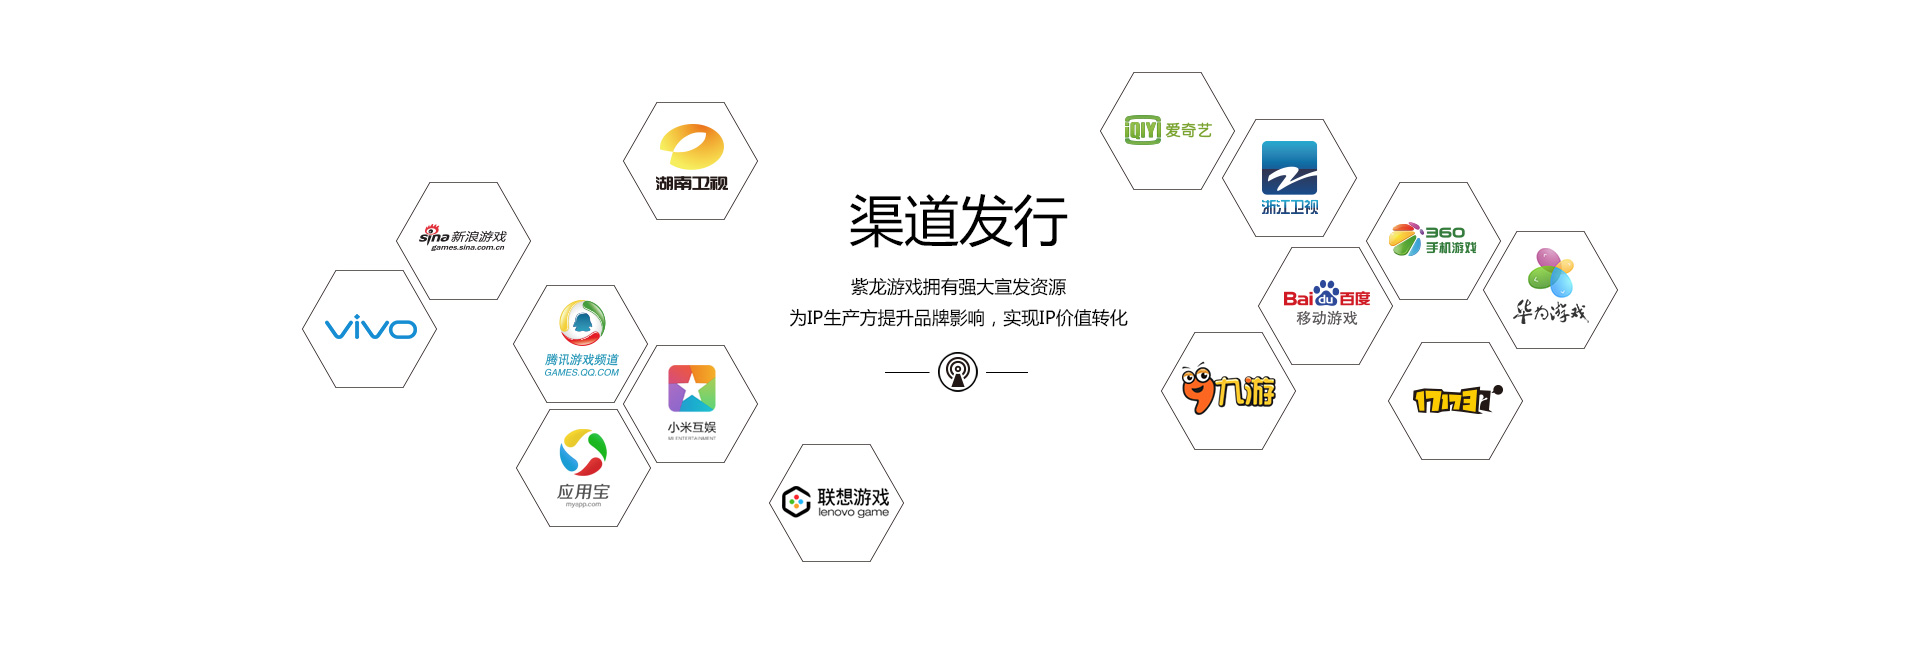 湖南卫视
sina 新浪游戏
games.sina.com.cn
vivo
腾讯游戏频道
GAMES.QQ.COM
小米互娱
MI ENTERTAINMENT
应用宝
myapp.com
联想游戏
lenovo game
渠道发行
紫龙游戏拥有强大宣发资源
为IP生产方提升品牌影响，实现IP价值转化
iQIYI 爱奇艺
浙江卫视
360
手机游戏
华为游戏
Bai du 百度
移动游戏
九游
17173